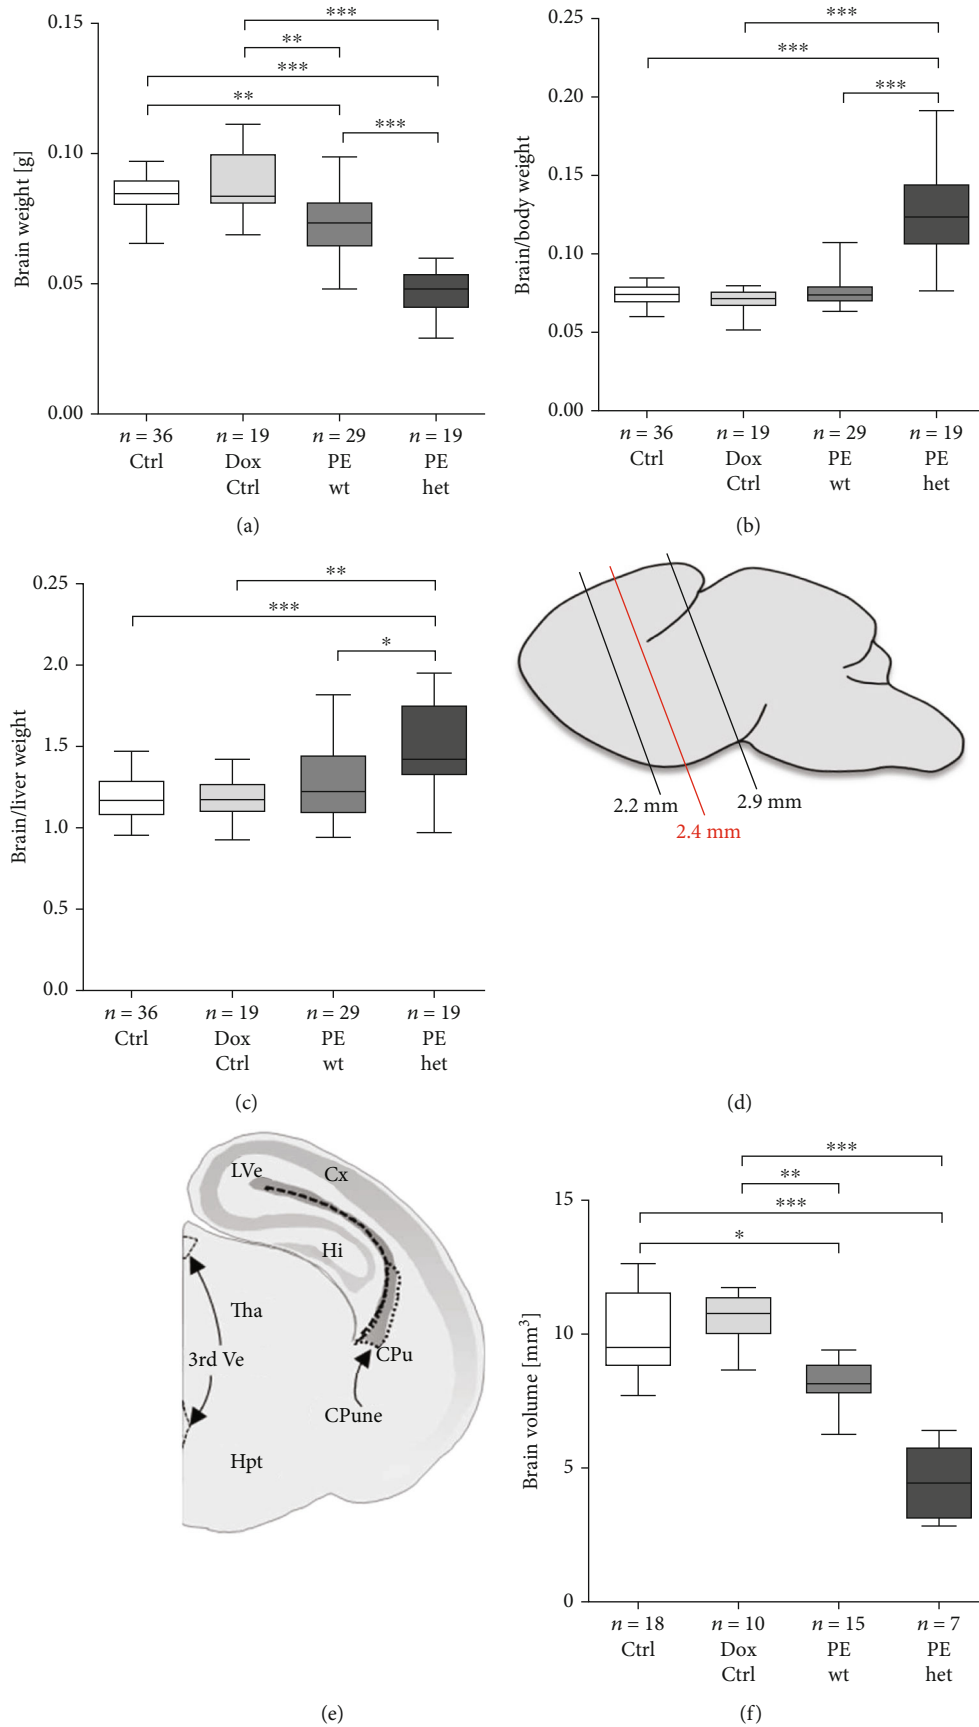 0.15
0.10
0.05
0.00
Brain weight [g]
***
**
***
**
***
n = 36
n = 19
n = 29
n = 19
Ctrl
Dox
PE
PE
Ctrl
wt
het
(a)
0.25
0.20
0.15
0.10
0.05
0.00
Brain/body weight
***
***
***
n = 36
n = 19
n = 29
n = 19
Ctrl
Dox
PE
PE
Ctrl
wt
het
(b)
0.25
2.0
1.5
1.0
0.5
0.0
Brain/liver weight
**
***
*
n = 36
n = 19
n = 29
n = 19
Ctrl
Dox
PE
PE
Ctrl
wt
het
(c)
2.2 mm
2.9 mm
2.4 mm
(d)
LVe
Cx
Hi
Tha
3rd Ve
CPu
CPune
Hpt
(e)
15
10
5
0
Brain volume [mm³]
***
**
***
*
n = 18
n = 10
n = 15
n = 7
Ctrl
Dox
PE
PE
Ctrl
wt
het
(f)